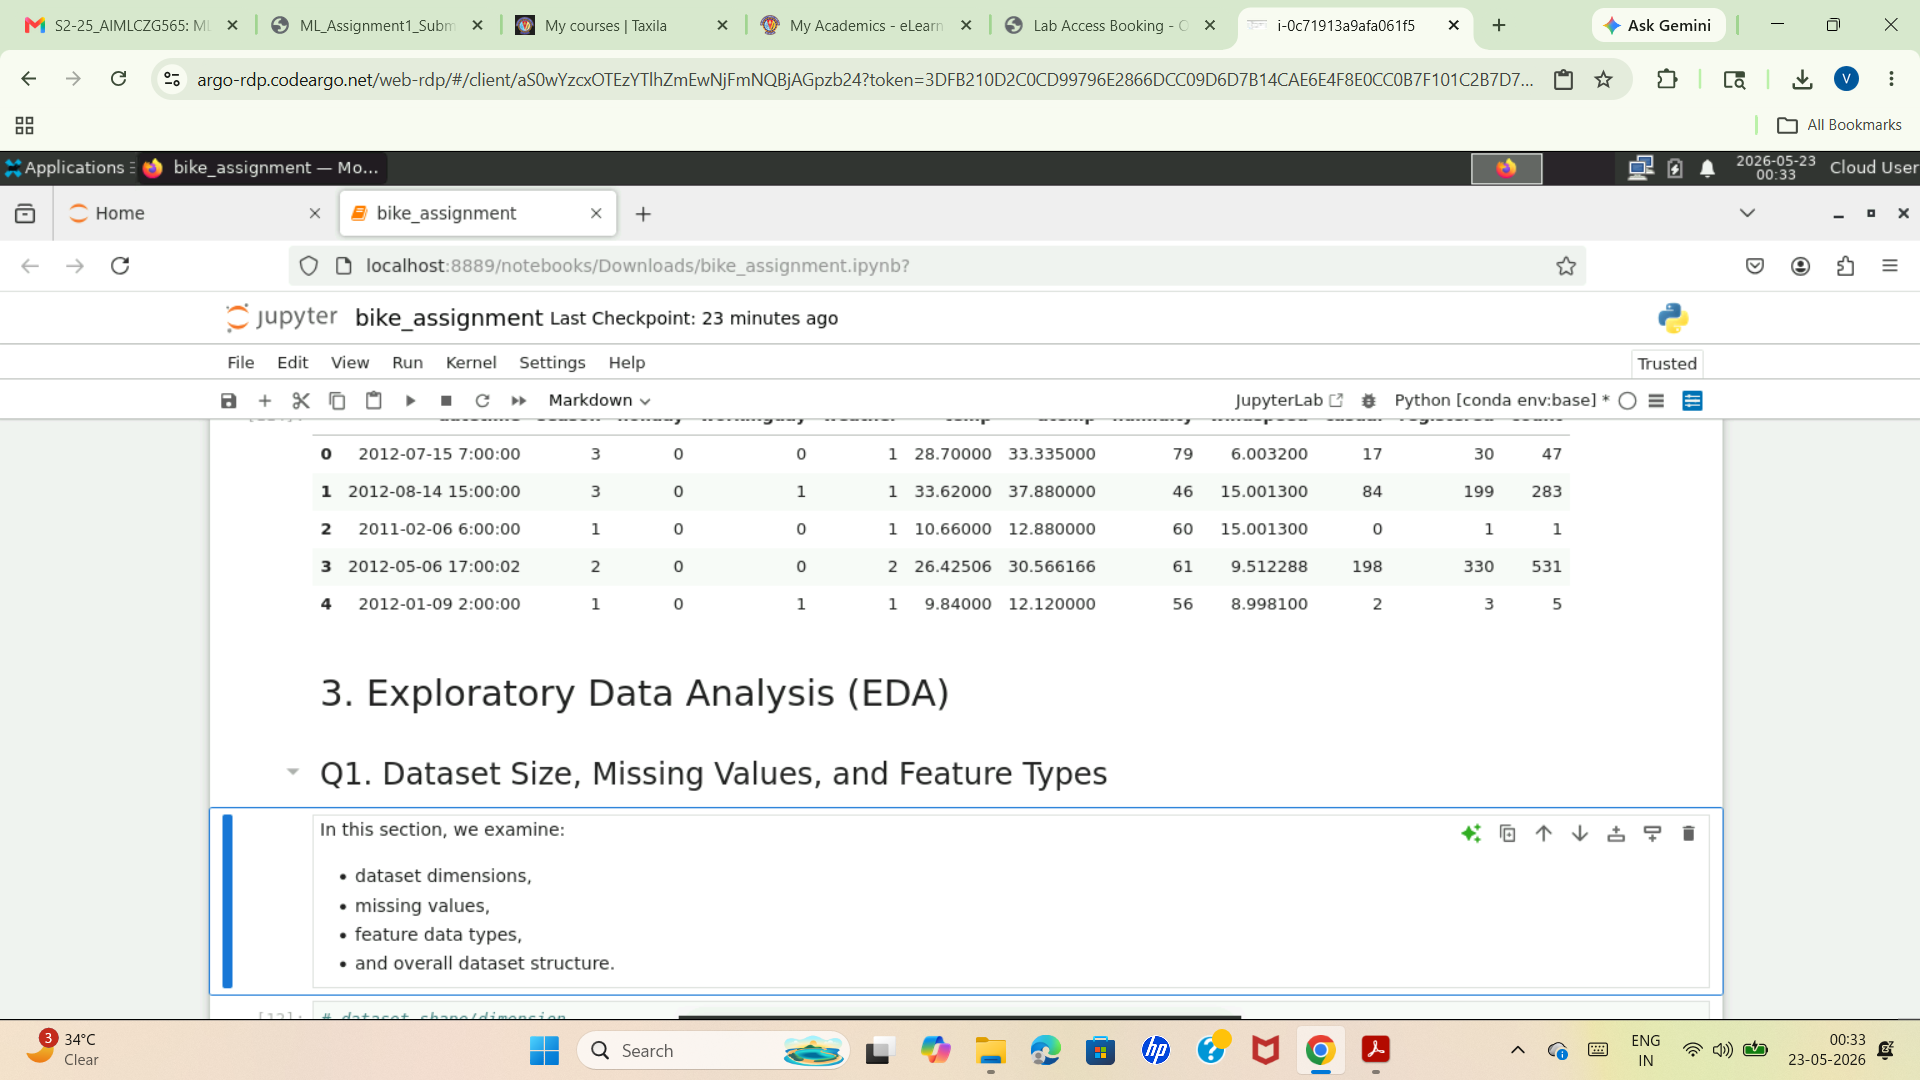 S2-25_AIMLCZG565: ML
ML_Assignment1_Subm
My courses | Taxila
My Academics - eLearn
Lab Access Booking - O
i-0c71913a9afa061f5
Ask Gemini
argo-rdp.codeargo.net/web-rdp/#/client/aS0wYzcxOTEzYTlhZmEwNjFmNQBjAGpzb24?token=3DFB210D2C0CD99796E2866DCC09D6D7B14CAE6E4F8E0CC0B7F101C2B7D7...
V
All Bookmarks
Applications
bike_assignment — Mo...
2026-05-23
00:33
Cloud User
Home
bike_assignment
localhost:8889/notebooks/Downloads/bike_assignment.ipynb?
jupyter bike_assignment Last Checkpoint: 23 minutes ago
File Edit View Run Kernel Settings Help
Trusted
Markdown
JupyterLab
Python [conda env:base] *
0 2012-07-15 7:00:00 3 0 0 1 28.70000 33.335000 79 6.003200 17 30 47
1 2012-08-14 15:00:00 3 0 1 1 33.62000 37.880000 46 15.001300 84 199 283
2 2011-02-06 6:00:00 1 0 0 1 10.66000 12.880000 60 15.001300 0 1 1
3 2012-05-06 17:00:02 2 0 0 2 26.42506 30.566166 61 9.512288 198 330 531
4 2012-01-09 2:00:00 1 0 1 1 9.84000 12.120000 56 8.998100 2 3 5
3. Exploratory Data Analysis (EDA)
Q1. Dataset Size, Missing Values, and Feature Types
In this section, we examine:
• dataset dimensions,
• missing values,
• feature data types,
• and overall dataset structure.
# dataset shape/dimension
3
34°C
Clear
Search
hp
ENG
IN
00:33
23-05-2026